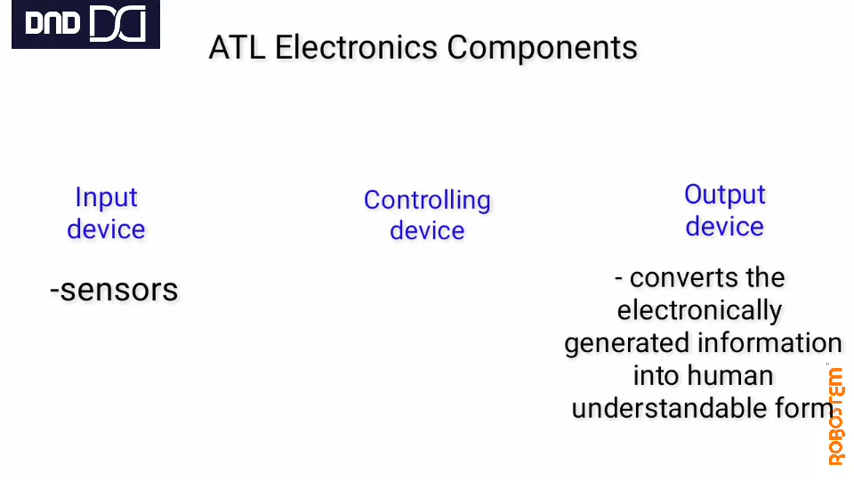 DND
ATL Electronics Components
Input
device
-sensors
Controlling
device
Output
device
- converts the
electronically
generated information
into human
understandable form
ROBOSTEM